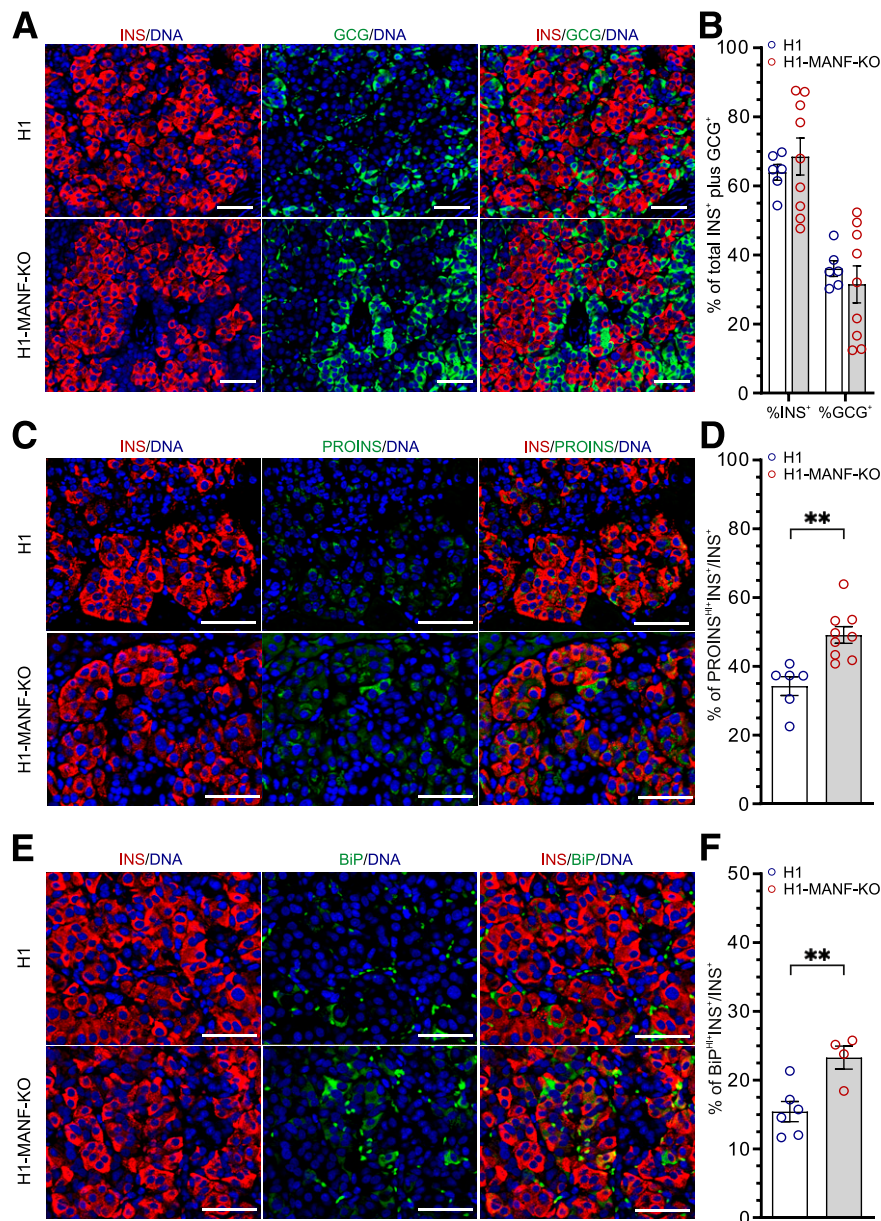 A
INS/DNA
GCG/DNA
INS/GCG/DNA
H1
H1-MANF-KO
B
H1
H1-MANF-KO
% of total INS⁺ plus GCG⁺
100
80
60
40
20
0
%INS⁺
%GCG⁺
C
INS/DNA
PROINS/DNA
INS/PROINS/DNA
H1
H1-MANF-KO
D
H1
H1-MANF-KO
% of PROINSᴴᴵ⁺INS⁺/INS⁺
100
80
60
40
20
0
**
E
INS/DNA
BiP/DNA
INS/BiP/DNA
H1
H1-MANF-KO
F
H1
H1-MANF-KO
% of BiPᴴᴵ⁺INS⁺/INS⁺
50
40
30
20
10
0
**